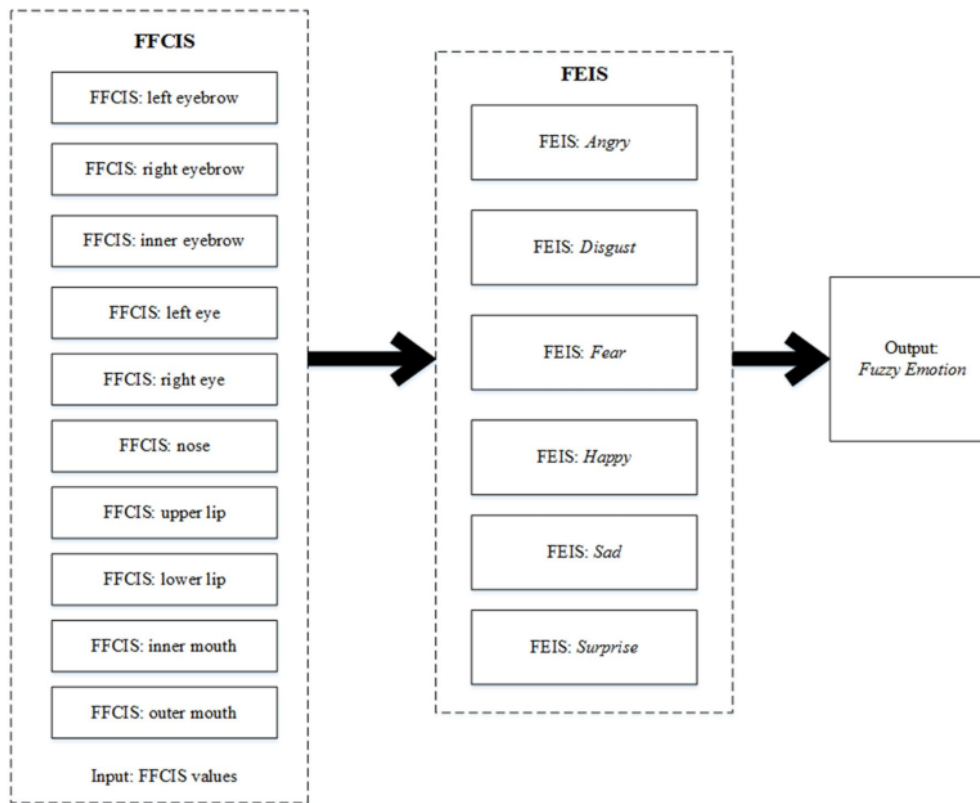 FFCIS
FFCIS: left eyebrow
FFCIS: right eyebrow
FFCIS: inner eyebrow
FFCIS: left eye
FFCIS: right eye
FFCIS: nose
FFCIS: upper lip
FFCIS: lower lip
FFCIS: inner mouth
FFCIS: outer mouth
Input: FFCIS values
FEIS
FEIS: Angry
FEIS: Disgust
FEIS: Fear
FEIS: Happy
FEIS: Sad
FEIS: Surprise
Output:
Fuzzy Emotion